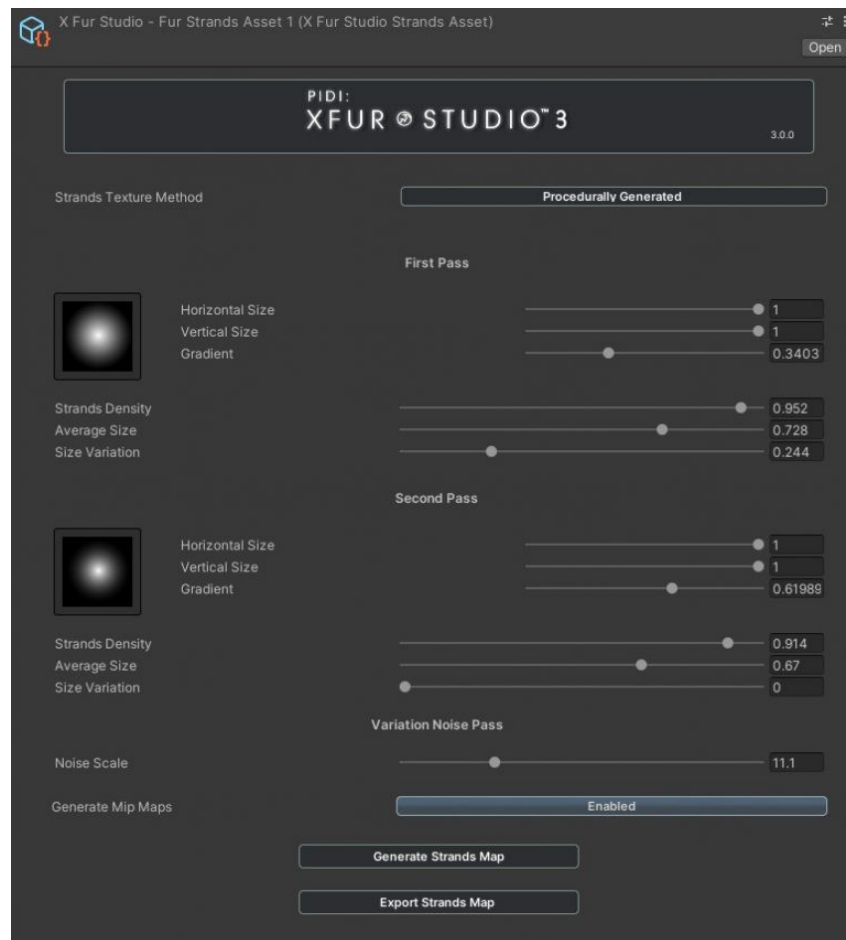 X Fur Studio - Fur Strands Asset 1 (X Fur Studio Strands Asset)
Open
PIDI:
XFUR STUDIO™ 3
3.0.0
Strands Texture Method Procedurally Generated
First Pass
Horizontal Size 1
Vertical Size 1
Gradient 0.3403
Strands Density 0.952
Average Size 0.728
Size Variation 0.244
Second Pass
Horizontal Size 1
Vertical Size 1
Gradient 0.61989
Strands Density 0.914
Average Size 0.67
Size Variation 0
Variation Noise Pass
Noise Scale 11.1
Generate Mip Maps Enabled
Generate Strands Map
Export Strands Map